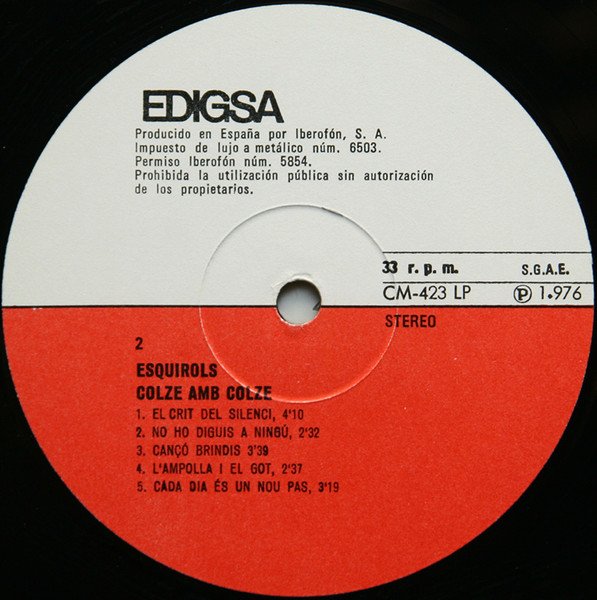 EDIGSA
Producido en España por Iberofón, S. A.
Impuesto de lujo a metálico núm. 6503.
Permiso Iberofón núm. 5854.
Prohibida la utilización pública sin autorización
de los propietarios.
33 r. p. m. S.G.A.E.
CM-423 LP Ⓟ 1.976
STEREO
2
ESQUIROLS
COLZE AMB COLZE
1. EL CRIT DEL SILENCI, 4'10
2. NO HO DIGUIS A NINGÚ, 2'32
3. CANÇÓ BRINDIS 3'39
4. L'AMPOLLA I EL GOT, 2'37
5. CADA DIA ÉS UN NOU PAS, 3'19